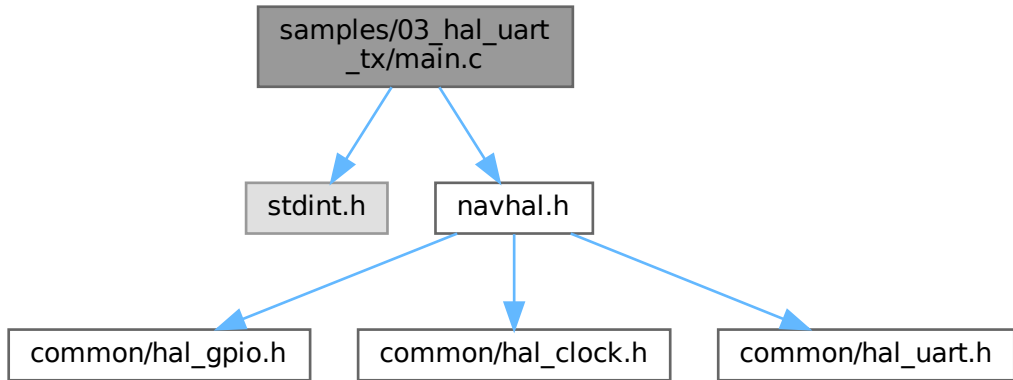 samples/03_hal_uart
_tx/main.c
stdint.h
navhal.h
common/hal_gpio.h
common/hal_clock.h
common/hal_uart.h